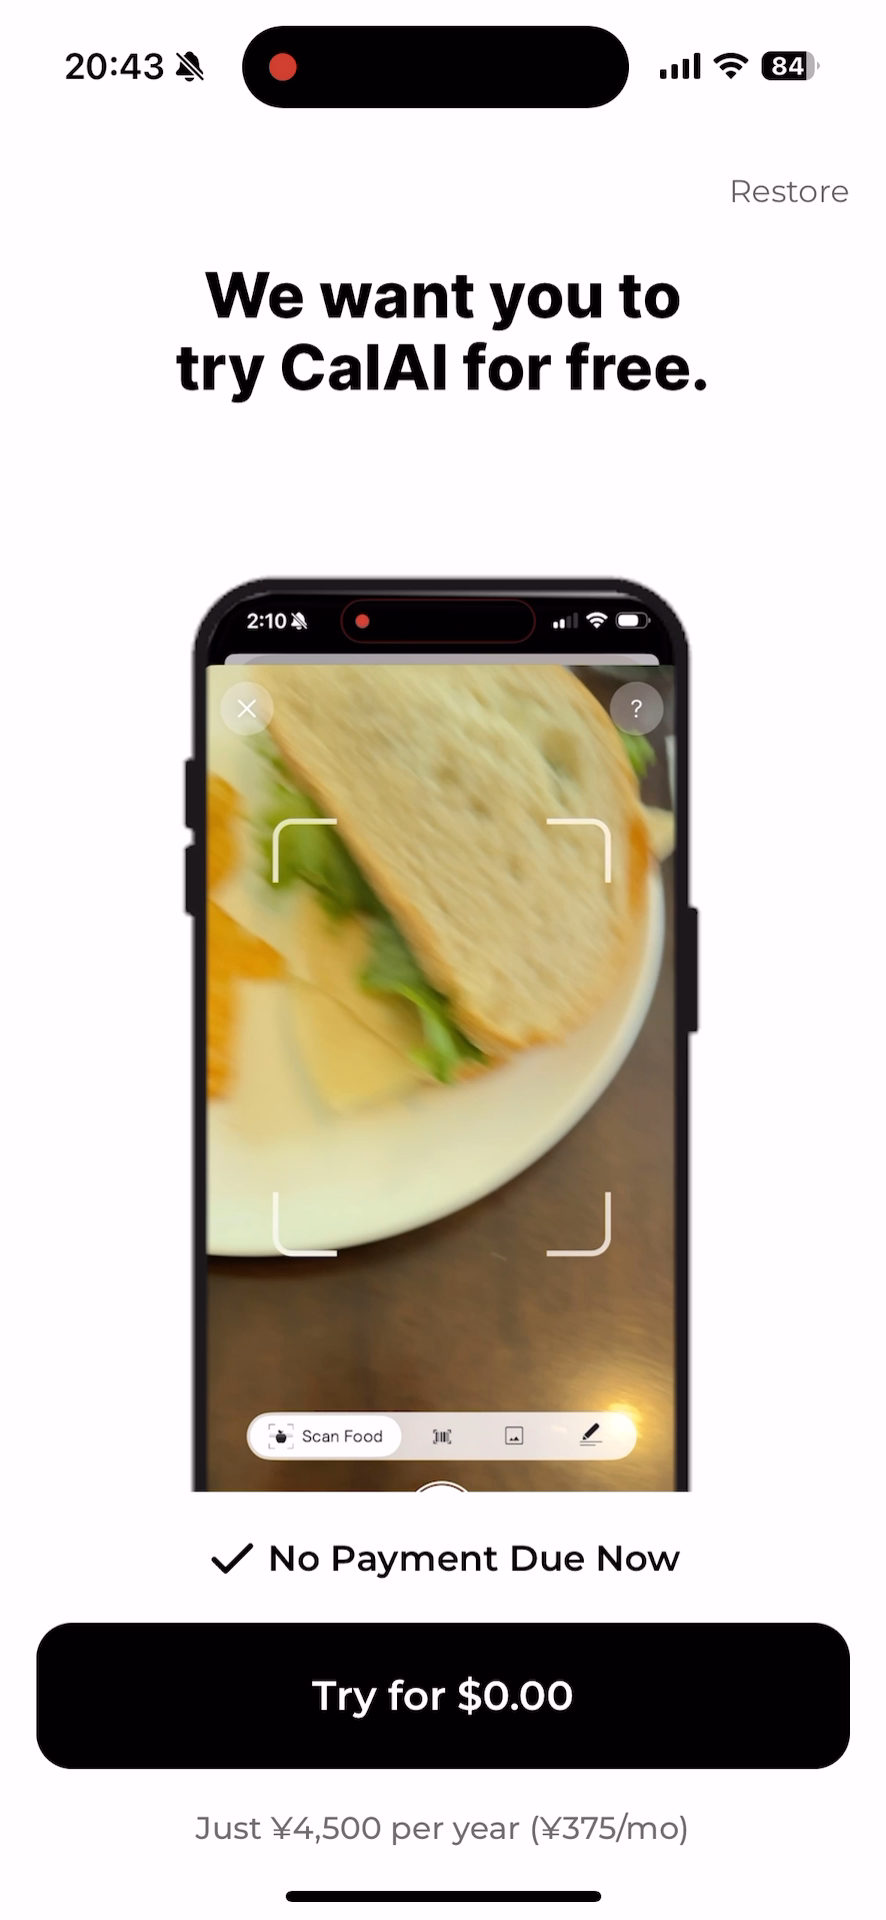 20:43
84
Restore
We want you to
try CalAI for free.
2:10
?
Scan Food
No Payment Due Now
Try for $0.00
Just ¥4,500 per year (¥375/mo)